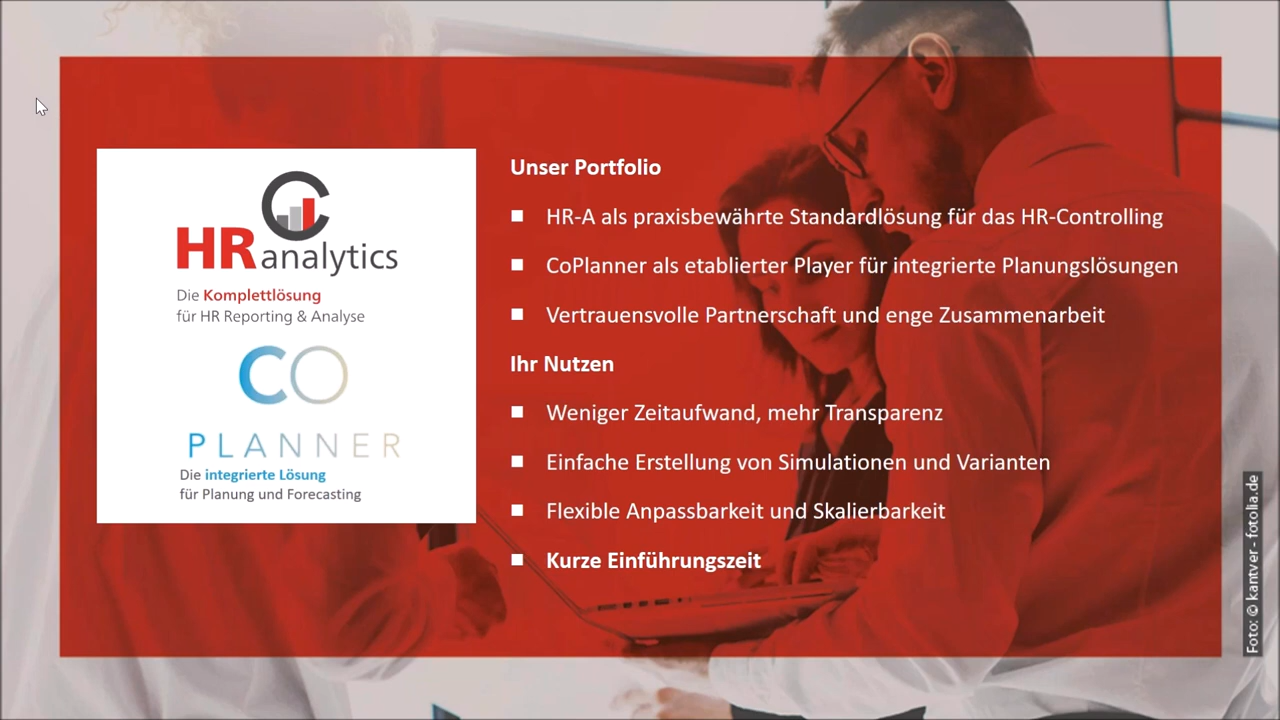 HR analytics
Die Komplettlösung
für HR Reporting & Analyse
CO
PLANNER
Die integrierte Lösung
für Planung und Forecasting
Unser Portfolio
HR-A als praxisbewährte Standardlösung für das HR-Controlling
CoPlanner als etablierter Player für integrierte Planungslösungen
Vertrauensvolle Partnerschaft und enge Zusammenarbeit
Ihr Nutzen
Weniger Zeitaufwand, mehr Transparenz
Einfache Erstellung von Simulationen und Varianten
Flexible Anpassbarkeit und Skalierbarkeit
Kurze Einführungszeit
Foto: © kantver - fotolia.de